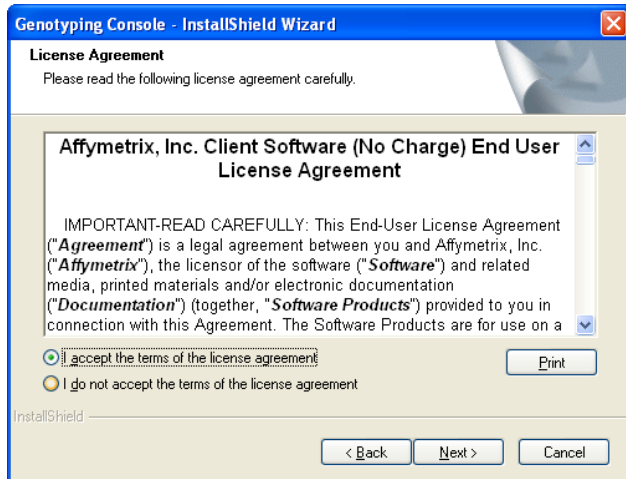 Genotyping Console - InstallShield Wizard
License Agreement
Please read the following license agreement carefully.
Affymetrix, Inc. Client Software (No Charge) End User
License Agreement
IMPORTANT-READ CAREFULLY: This End-User License Agreement
("Agreement") is a legal agreement between you and Affymetrix, Inc.
("Affymetrix"), the licensor of the software ("Software") and related
media, printed materials and/or electronic documentation
("Documentation") (together, "Software Products") provided to you in
connection with this Agreement. The Software Products are for use on a
I accept the terms of the license agreement
Print
I do not accept the terms of the license agreement
InstallShield
< Back
Next >
Cancel